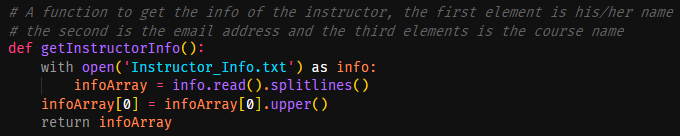 # A function to get the info of the instructor, the first element is his/her name
# the second is the email address and the third elements is the course name
def getInstructorInfo():
    with open('Instructor_Info.txt') as info:
        infoArray = info.read().splitlines()
    infoArray[0] = infoArray[0].upper()
    return infoArray